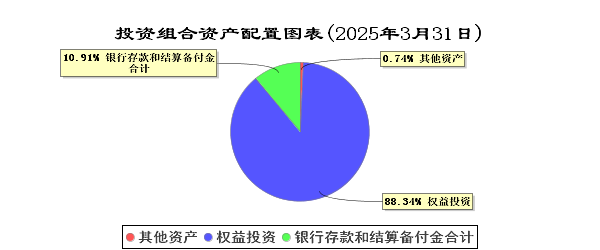 投资组合资产配置图表(2025年3月31日)
10.91% 银行存款和结算备付金
合计
0.74% 其他资产
88.34% 权益投资
其他资产 权益投资 银行存款和结算备付金合计